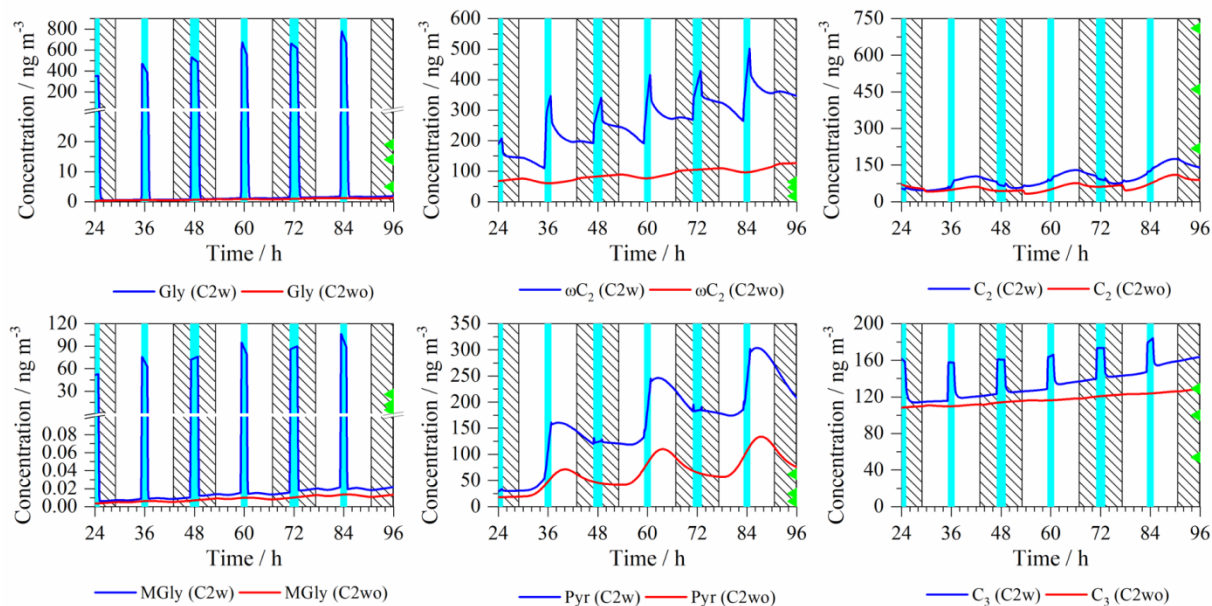 Concentration / ng m⁻³
800
600
400
200
20
10
0
24 36 48 60 72 84 96
Time / h
Gly (C2w) Gly (C2wo)
Concentration / ng m⁻³
600
500
400
300
200
100
0
24 36 48 60 72 84 96
Time / h
ωC₂ (C2w) ωC₂ (C2wo)
Concentration / ng m⁻³
750
600
450
300
150
0
24 36 48 60 72 84 96
Time / h
C₂ (C2w) C₂ (C2wo)
Concentration / ng m⁻³
120
90
60
30
0.08
0.06
0.04
0.02
0.00
24 36 48 60 72 84 96
Time / h
MGly (C2w) MGly (C2wo)
Concentration / ng m⁻³
350
300
250
200
150
100
50
0
24 36 48 60 72 84 96
Time / h
Pyr (C2w) Pyr (C2wo)
Concentration / ng m⁻³
200
160
120
80
40
0
24 36 48 60 72 84 96
Time / h
C₃ (C2w) C₃ (C2wo)